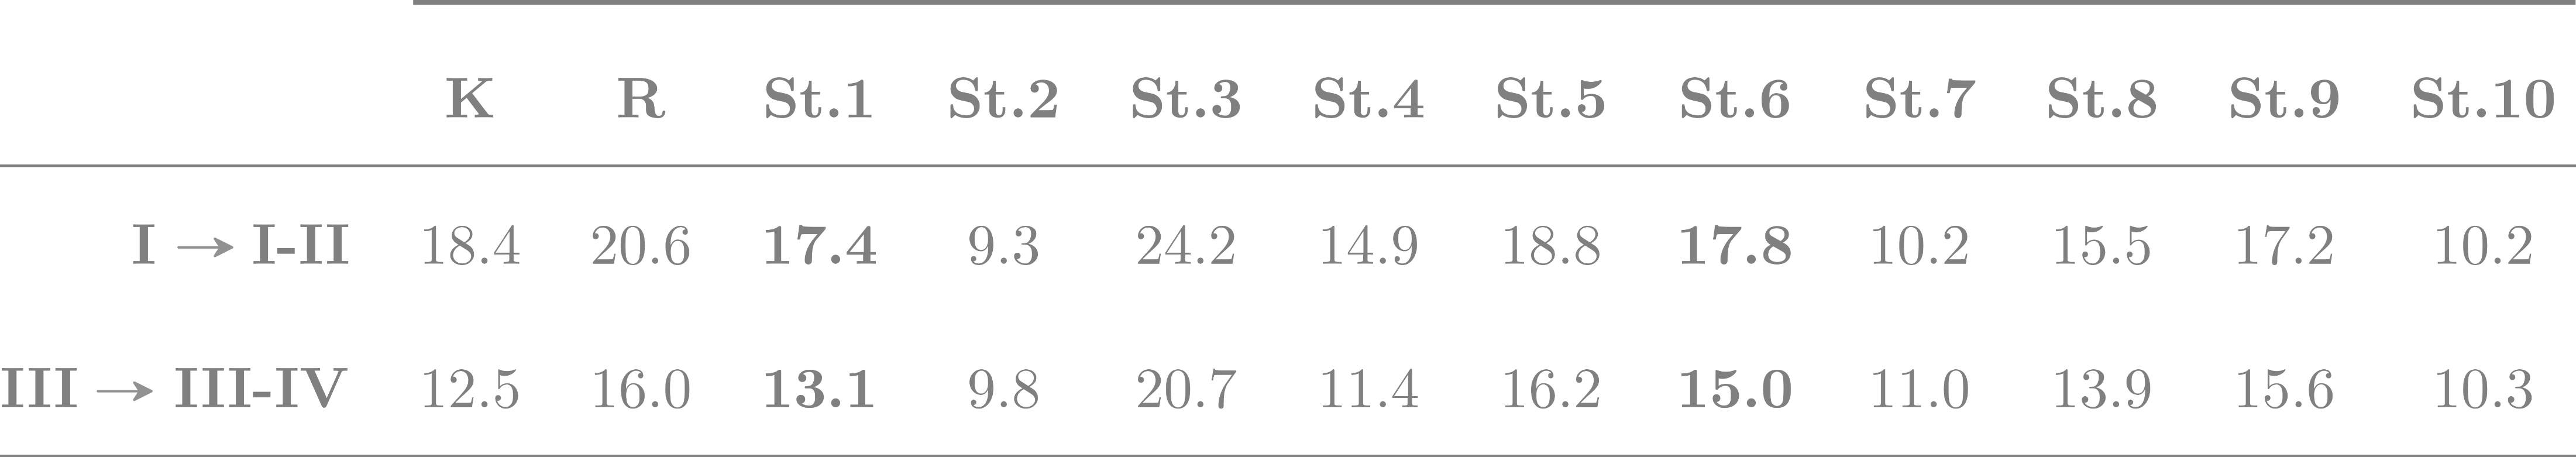 K R St.1 St.2 St.3 St.4 St.5 St.6 St.7 St.8 St.9 St.10
I → I-II 18.4 20.6 17.4 9.3 24.2 14.9 18.8 17.8 10.2 15.5 17.2 10.2
III → III-IV 12.5 16.0 13.1 9.8 20.7 11.4 16.2 15.0 11.0 13.9 15.6 10.3